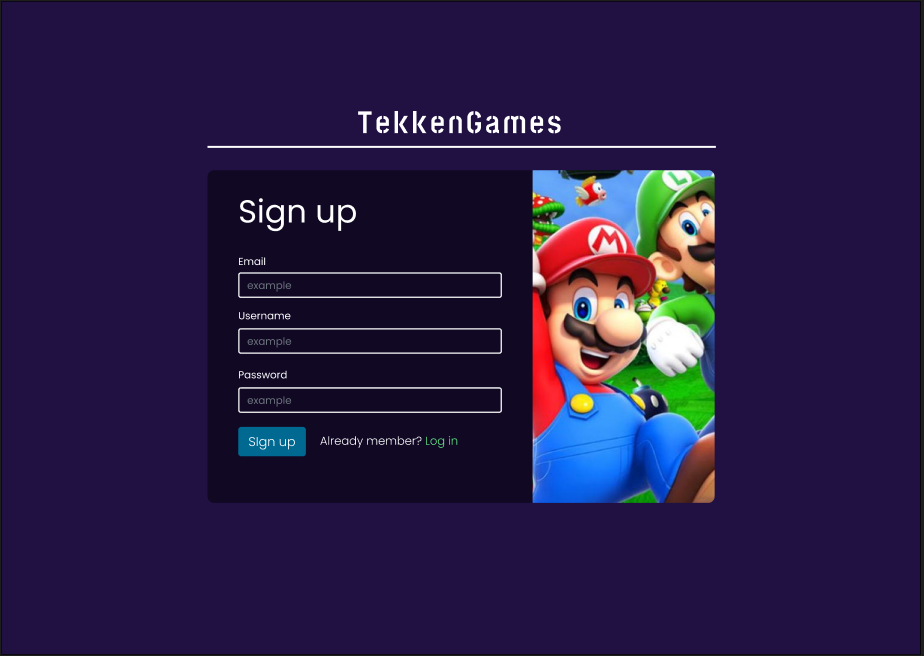 TekkenGames
Sign up
Email
example
Username
example
Password
example
SIgn up
Already member? Log in
M
L